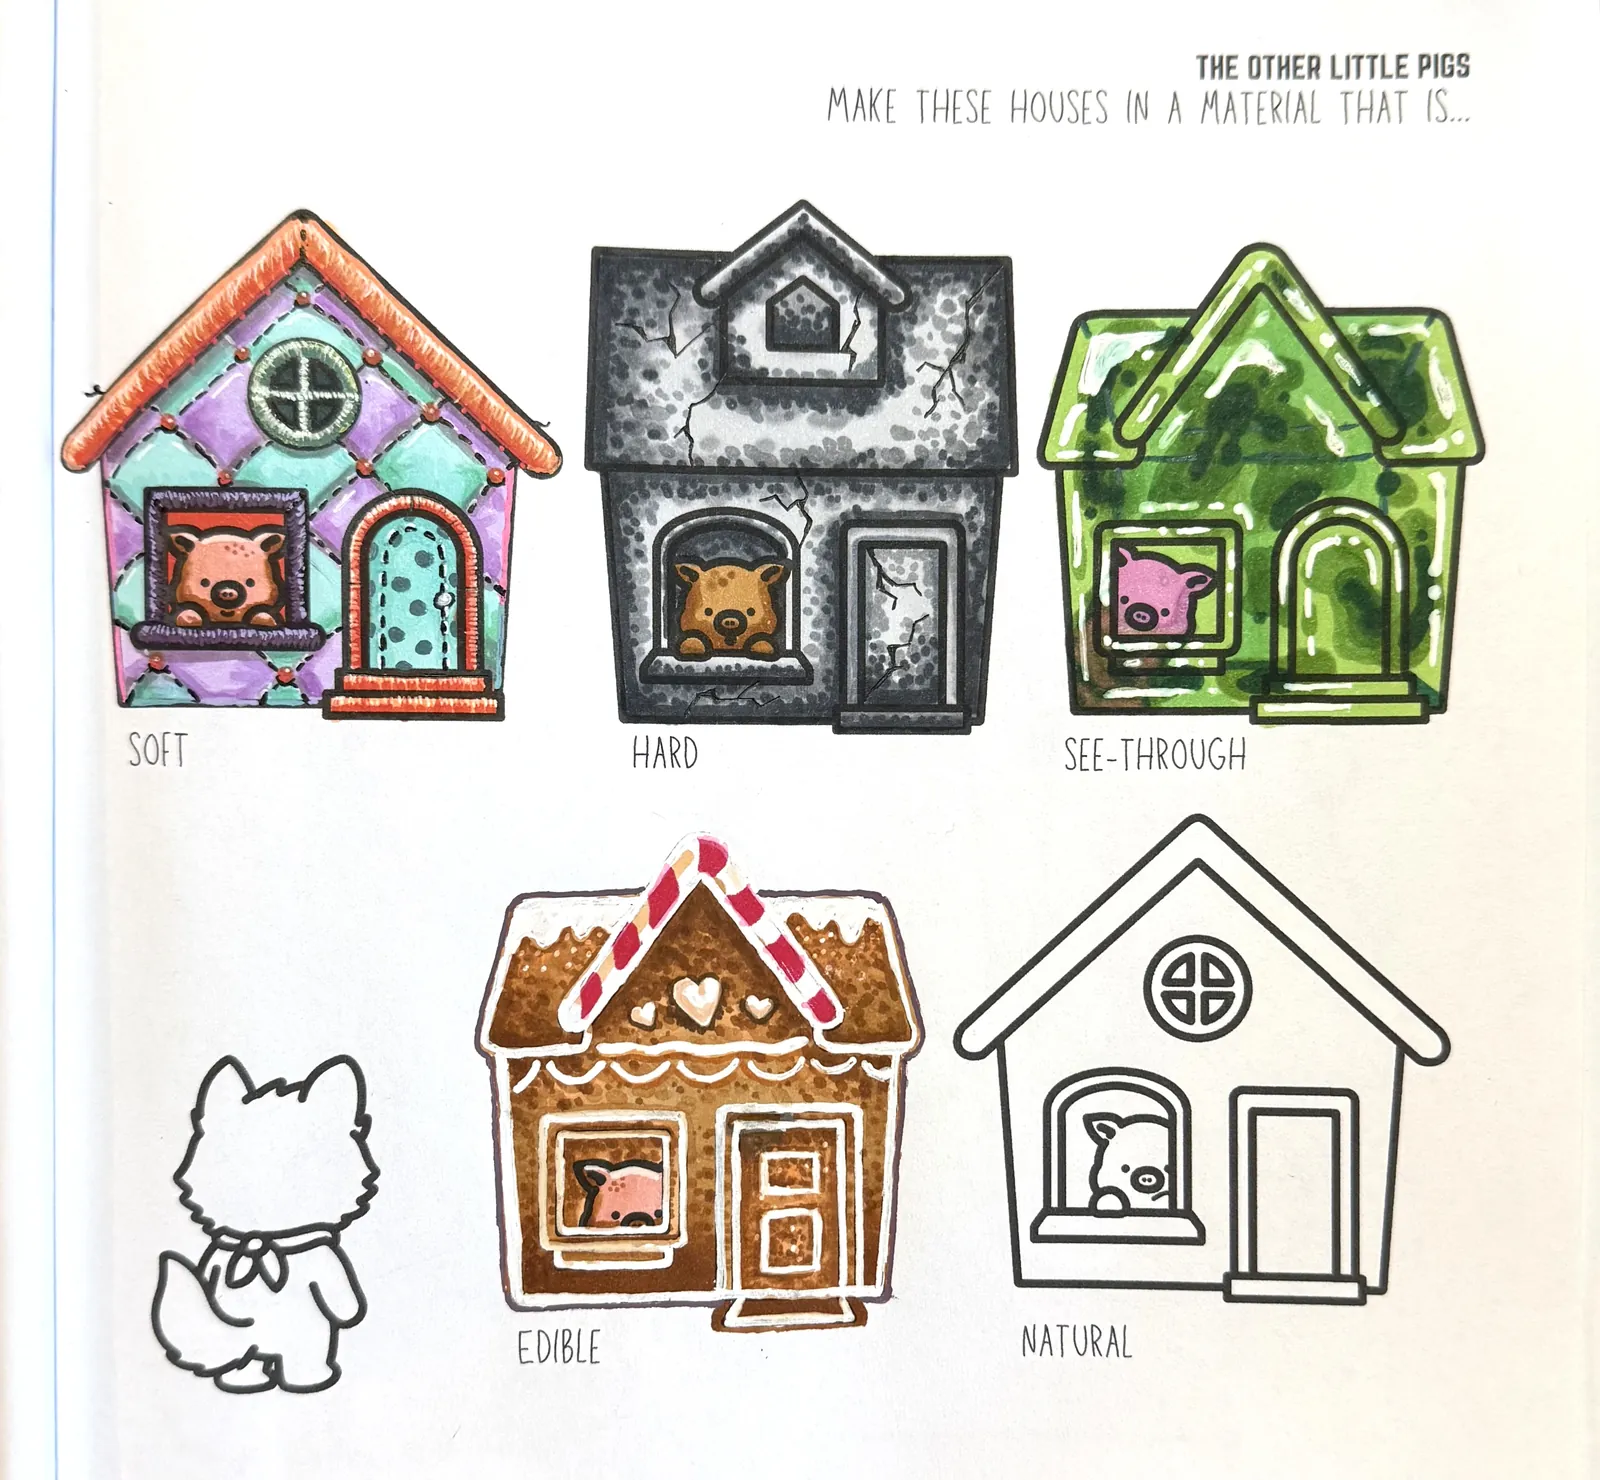 THE OTHER LITTLE PIGS
MAKE THESE HOUSES IN A MATERIAL THAT IS...
SOFT
HARD
SEE-THROUGH
EDIBLE
NATURAL